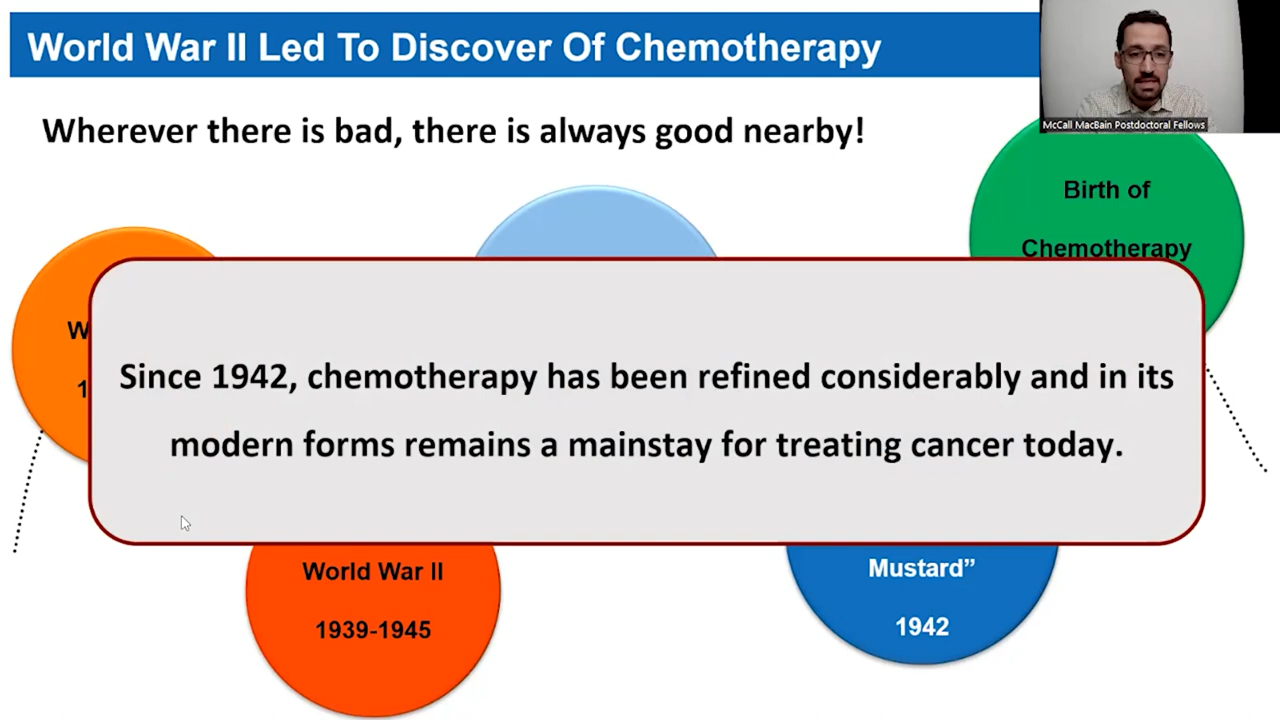 World War II Led To Discover Of Chemotherapy
McCall MacBain Postdoctoral Fellows
Wherever there is bad, there is always good nearby!
Birth of
Chemotherapy
Since 1942, chemotherapy has been refined considerably and in its
modern forms remains a mainstay for treating cancer today.
World War II
1939-1945
Mustard”
1942